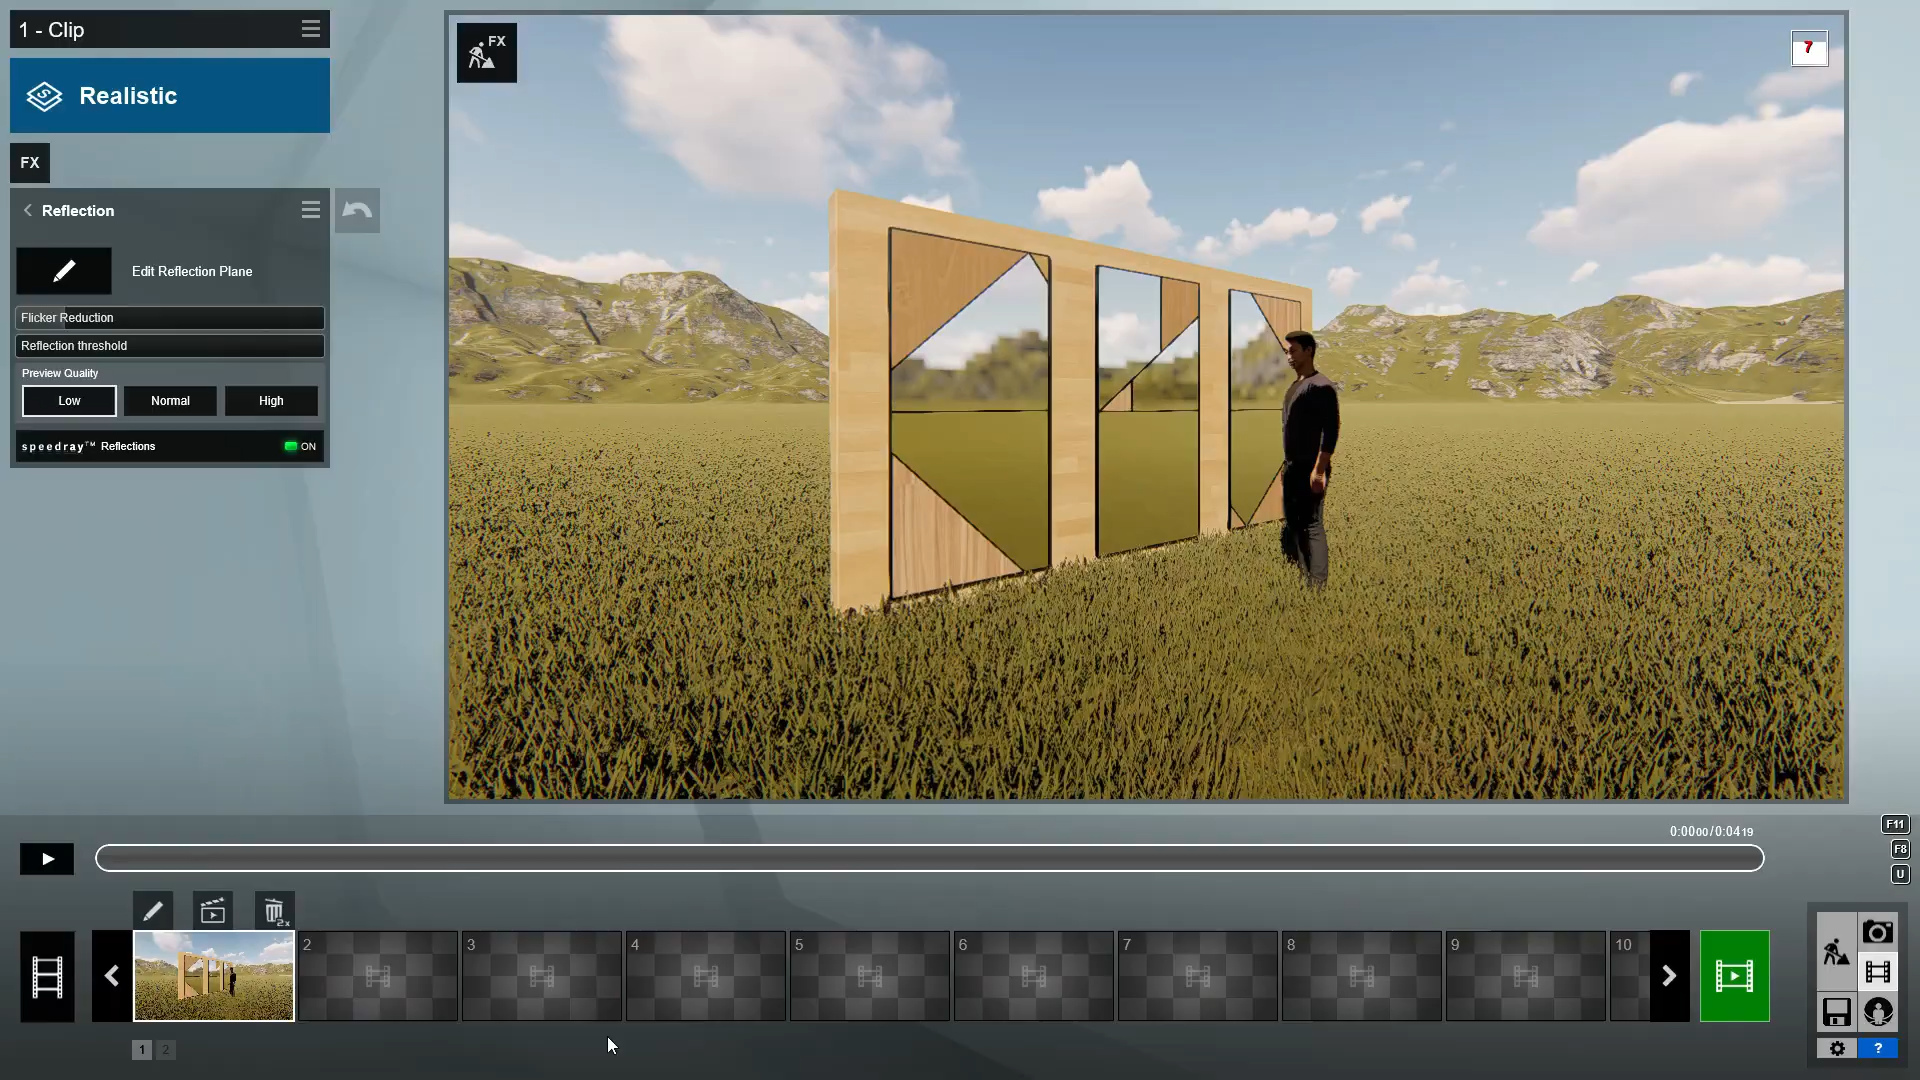 1 - Clip
Realistic
FX
Reflection
Edit Reflection Plane
Flicker Reduction
Reflection threshold
Preview Quality
Low Normal High
speedray™ Reflections ON
FX
7
0:0000/0:0419
F11
F8
U
2x
2 3 4 5 6 7 8 9 10
1 2
?